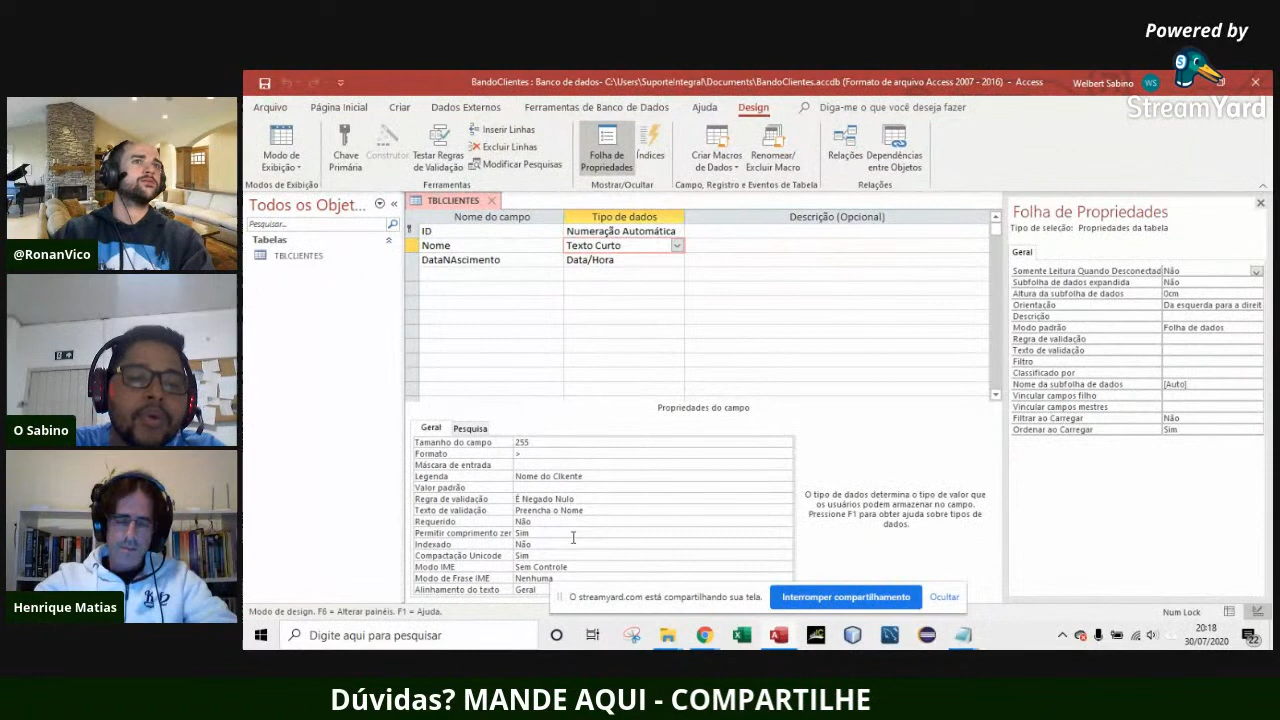 Powered by
StreamYard
BandoClientes : Banco de dados- C:\Users\SuporteIntegral\Documents\BandoClientes.accdb (Formato de arquivo Access 2007 - 2016) - Access
Welbert Sabino
WS
Arquivo Página Inicial Criar Dados Externos Ferramentas de Banco de Dados Ajuda Design Diga-me o que você deseja fazer
Modo de Exibição
Chave Primária
Construtor
Testar Regras de Validação
Inserir Linhas
Excluir Linhas
Modificar Pesquisas
Folha de Propriedades
Índices
Criar Macros de Dados
Renomear/ Excluir Macro
Relações
Dependências entre Objetos
Modos de Exibição Ferramentas Mostrar/Ocultar Campo, Registro e Eventos de Tabela Relações
Todos os Objet...
Pesquisar...
Tabelas
TBLCLIENTES
TBLCLIENTES
Nome do campo Tipo de dados Descrição (Opcional)
ID Numeração Automática
Nome Texto Curto
DataNAscimento Data/Hora
Propriedades do campo
Geral Pesquisa
Tamanho do campo 255
Formato >
Máscara de entrada
Legenda Nome do Clkente
Valor padrão
Regra de validação É Negado Nulo
Texto de validação Preencha o Nome
Requerido Não
Permitir comprimento zer Sim
Indexado Não
Compactação Unicode Sim
Modo IME Sem Controle
Modo de Frase IME Nenhuma
Alinhamento do texto Geral
O tipo de dados determina o tipo de valor que
os usuários podem armazenar no campo.
Pressione F1 para obter ajuda sobre tipos de
dados.
Folha de Propriedades
Tipo de seleção: Propriedades da tabela
Geral
Somente Leitura Quando Desconectad Não
Subfolha de dados expandida Não
Altura da subfolha de dados 0cm
Orientação Da esquerda para a direit
Descrição
Modo padrão Folha de dados
Regra de validação
Texto de validação
Filtro
Classificado por
Nome da subfolha de dados [Auto]
Vincular campos filho
Vincular campos mestres
Filtrar ao Carregar Não
Ordenar ao Carregar Sim
O streamyard.com está compartilhando sua tela. Interromper compartilhamento Ocultar
Modo de design. F6 = Alterar painéis. F1 = Ajuda. Num Lock
Digite aqui para pesquisar
20:18
30/07/2020
22
@RonanVico
O Sabino
Henrique Matias
Dúvidas? MANDE AQUI - COMPARTILHE